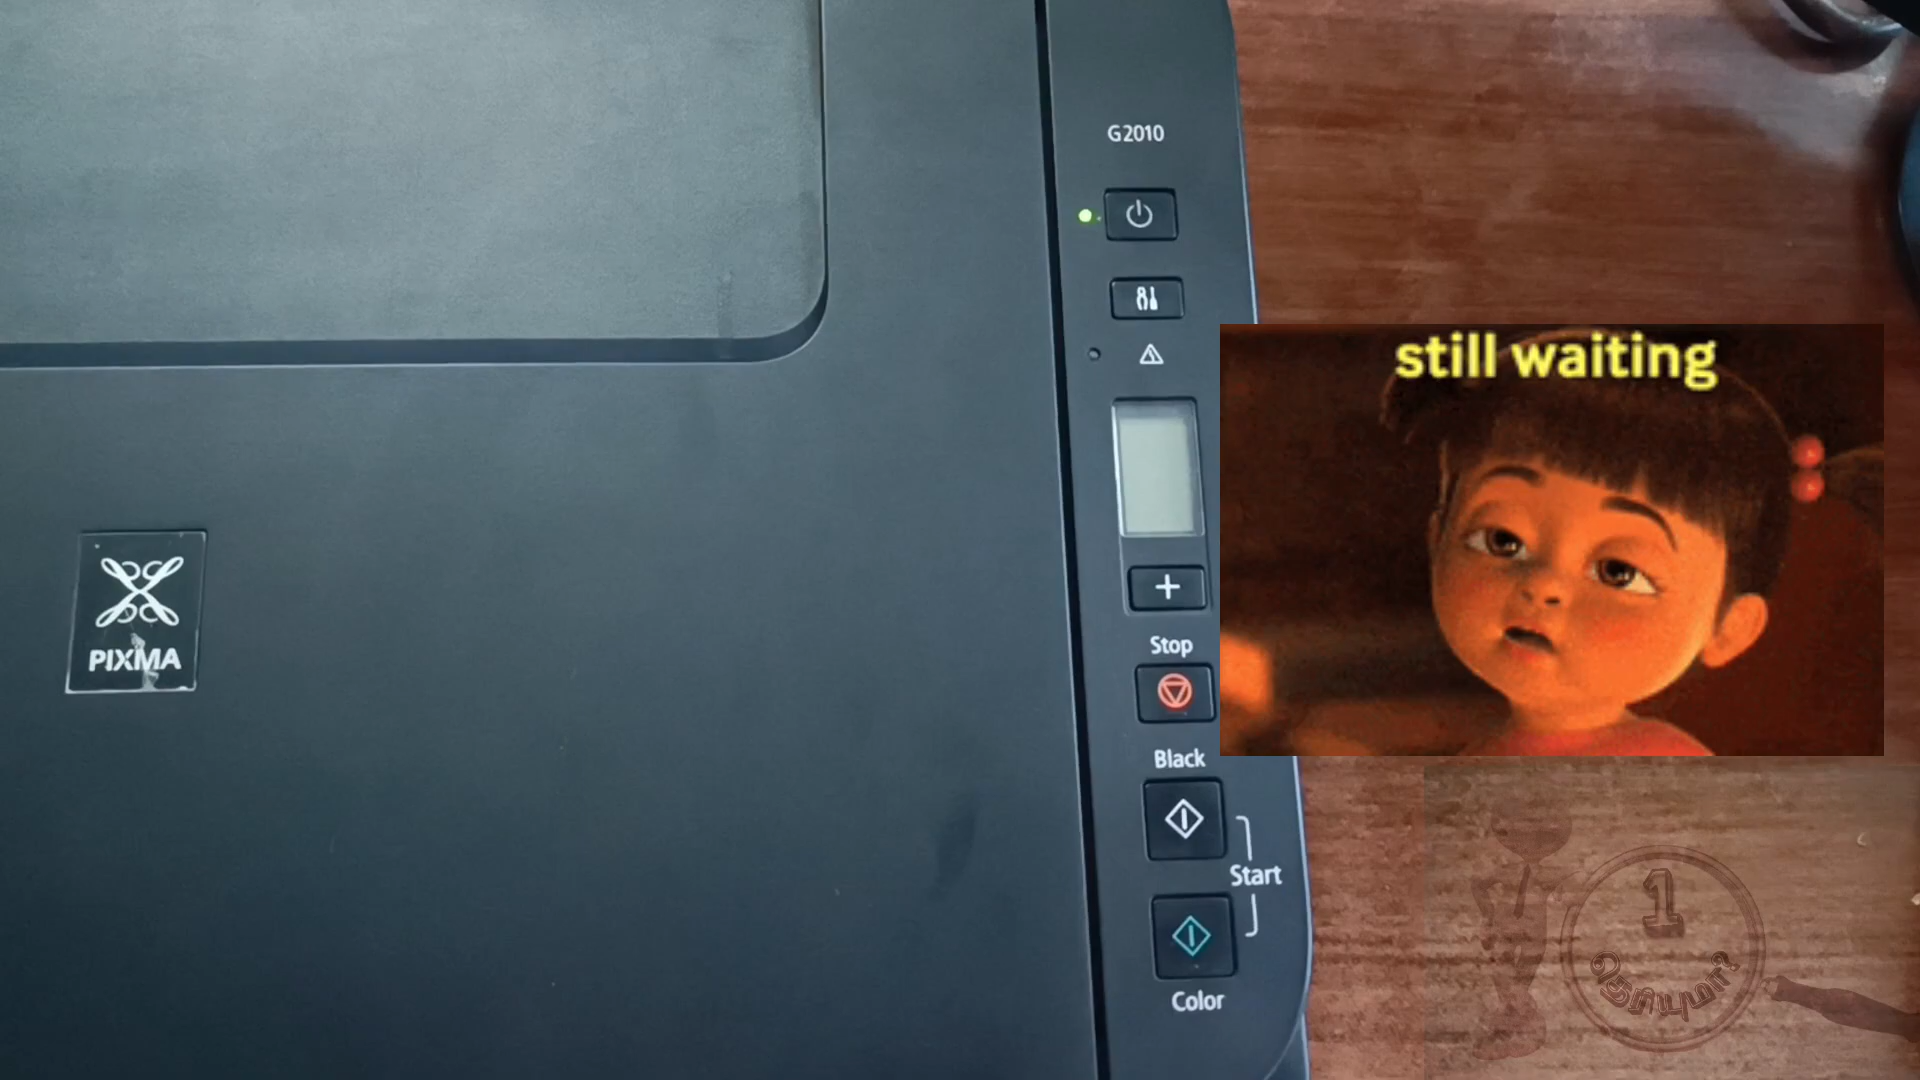 G2010
still waiting
PIXMA
Stop
Black
Start
Color
1
தெரியுமா?